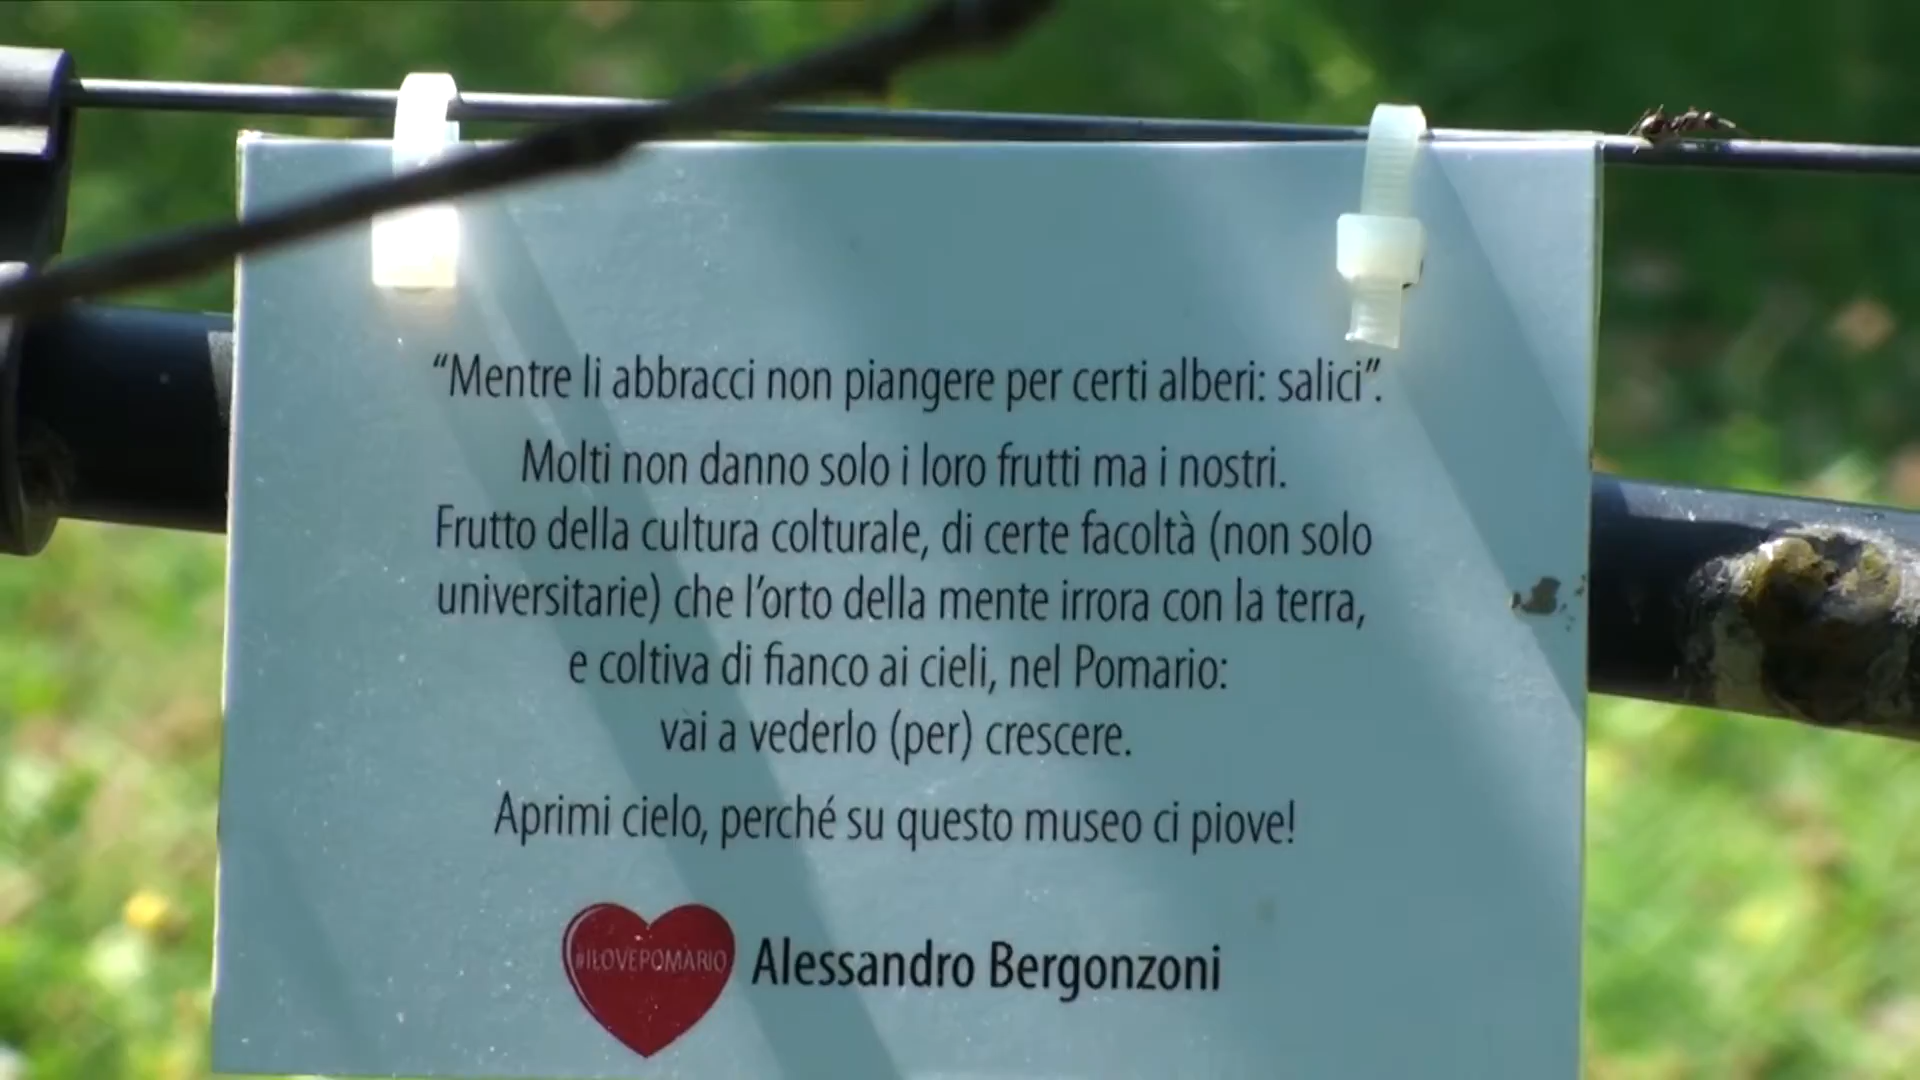 “Mentre li abbracci non piangere per certi alberi: salici”.
Molti non danno solo i loro frutti ma i nostri.
Frutto della cultura colturale, di certe facoltà (non solo
universitarie) che l’orto della mente irrora con la terra,
e coltiva di fianco ai cieli, nel Pomario:
vai a vederlo (per) crescere.
Aprimi cielo, perché su questo museo ci piove!
#ILOVEPOMARIO
Alessandro Bergonzoni